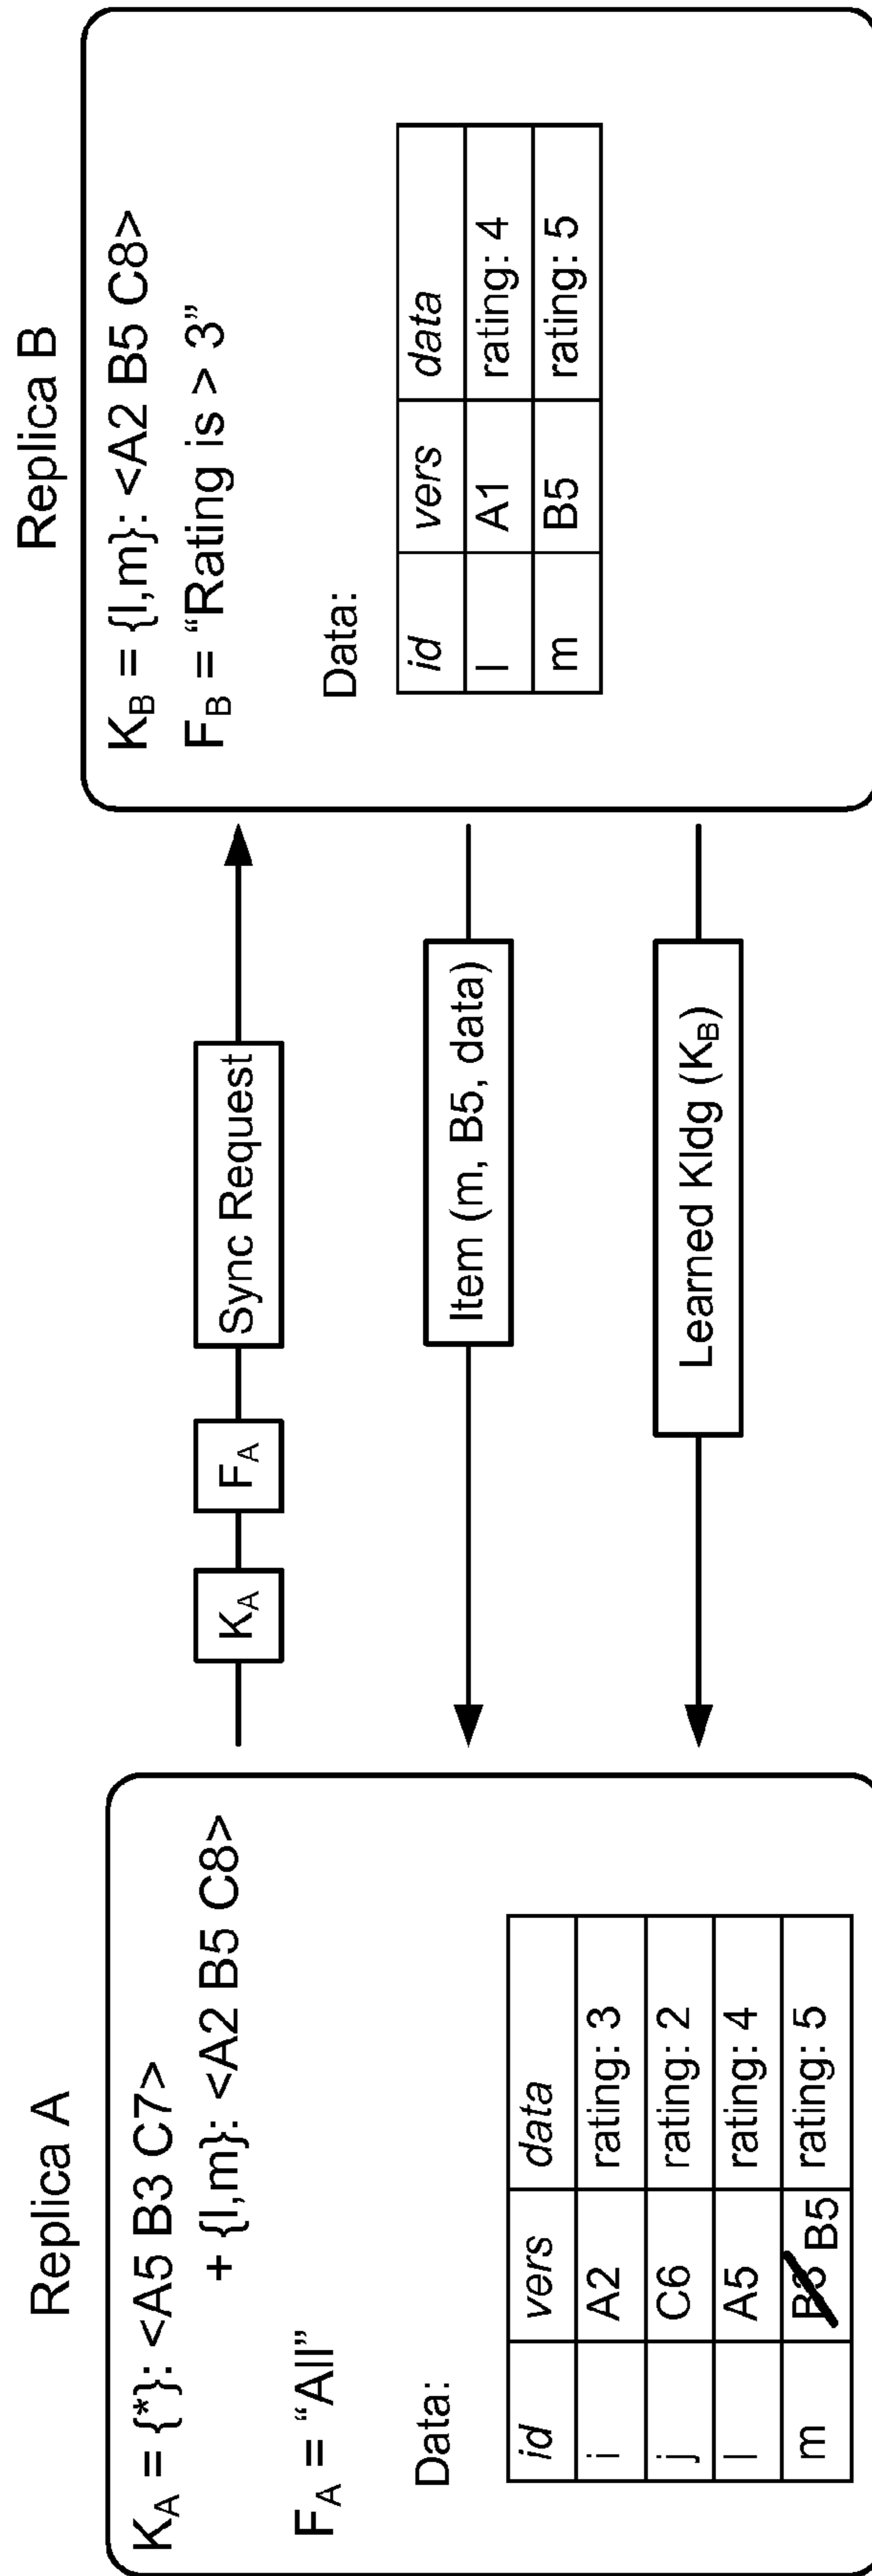 Replica A
K_A = {*}: <A5 B3 C7>
+ {l,m}: <A2 B5 C8>
F_A = “All”
Data:
id vers data
i A2 rating: 3
j C6 rating: 2
l A5 rating: 4
m B3 B5 rating: 5
K_A F_A Sync Request
Item (m, B5, data)
Learned Kldg (K_B)
Replica B
K_B = {l,m}: <A2 B5 C8>
F_B = “Rating is > 3”
Data:
id vers data
l A1 rating: 4
m B5 rating: 5